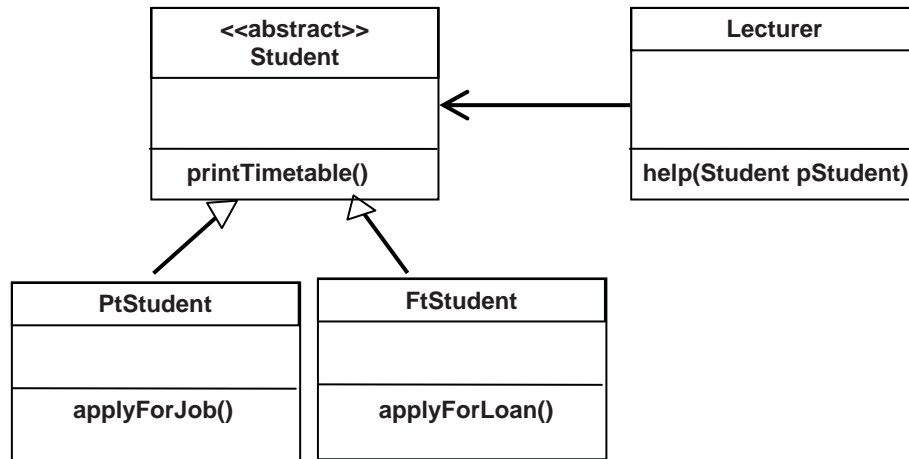 <<abstract>>
Student
printTimetable()
Lecturer
help(Student pStudent)
PtStudent
applyForJob()
FtStudent
applyForLoan()